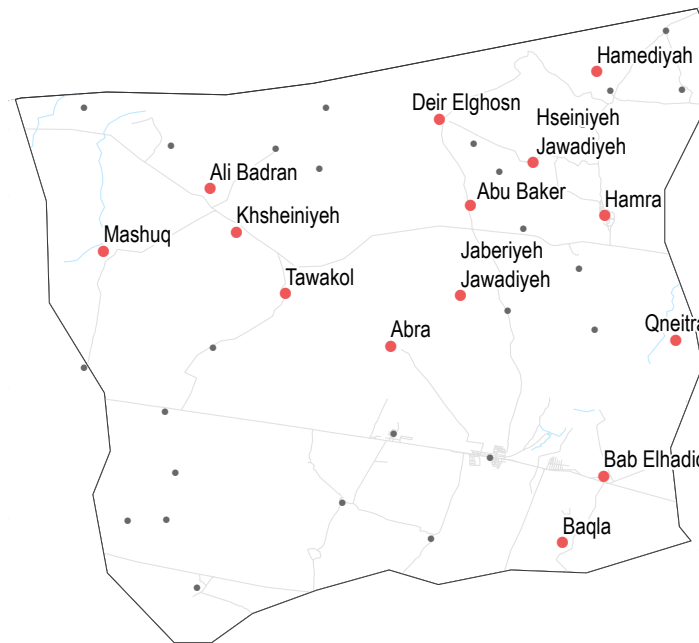 Hamediyah
Deir Elghosn
Hseiniyeh
Jawadiyeh
Ali Badran
Abu Baker
Hamra
Khsheiniyeh
Mashuq
Jaberiyeh
Jawadiyeh
Tawakol
Qneitra
Abra
Bab Elhadid
Baqla